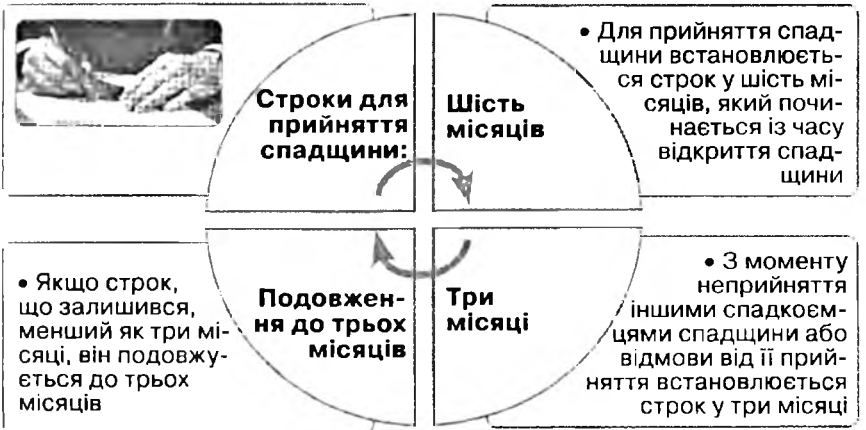 Строки для
прийняття
спадщини:
Шість
місяців
• Для прийняття спад-
щини встановлюєть-
ся строк у шість мі-
сяців, який почи-
нається із часу
відкриття спад-
щини
• Якщо строк,
що залишився,
менший як три мі-
сяці, він подовжу-
ється до трьох
місяців
Подовжен-
ня до трьох
місяців
Три
місяці
• З моменту
неприйняття
іншими спадкоєм-
цями спадщини або
відмови від її прий-
няття встановлюється
строк у три місяці